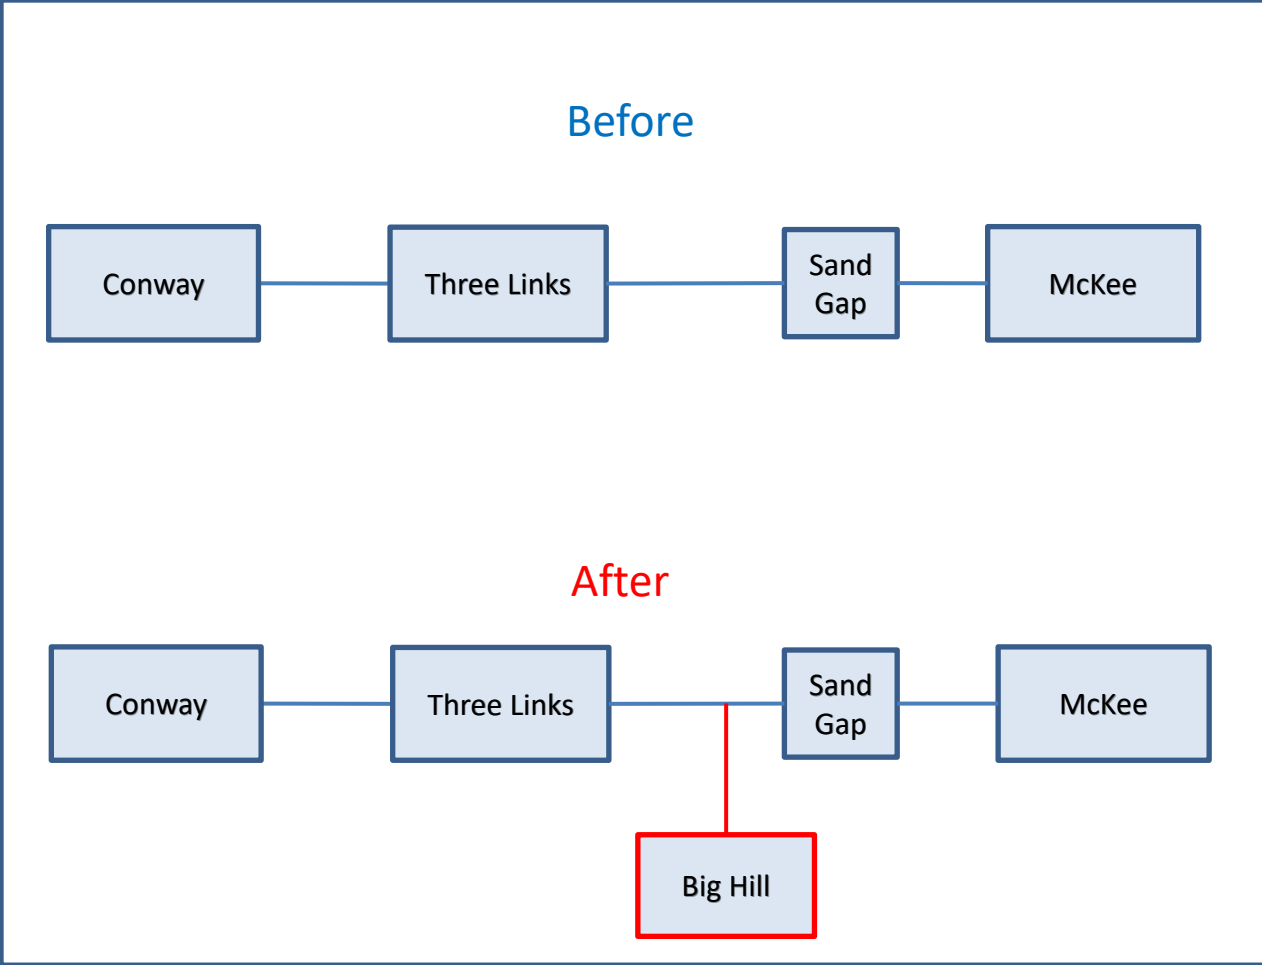 Before
Conway
Three Links
Sand
Gap
McKee
After
Conway
Three Links
Sand
Gap
McKee
Big Hill